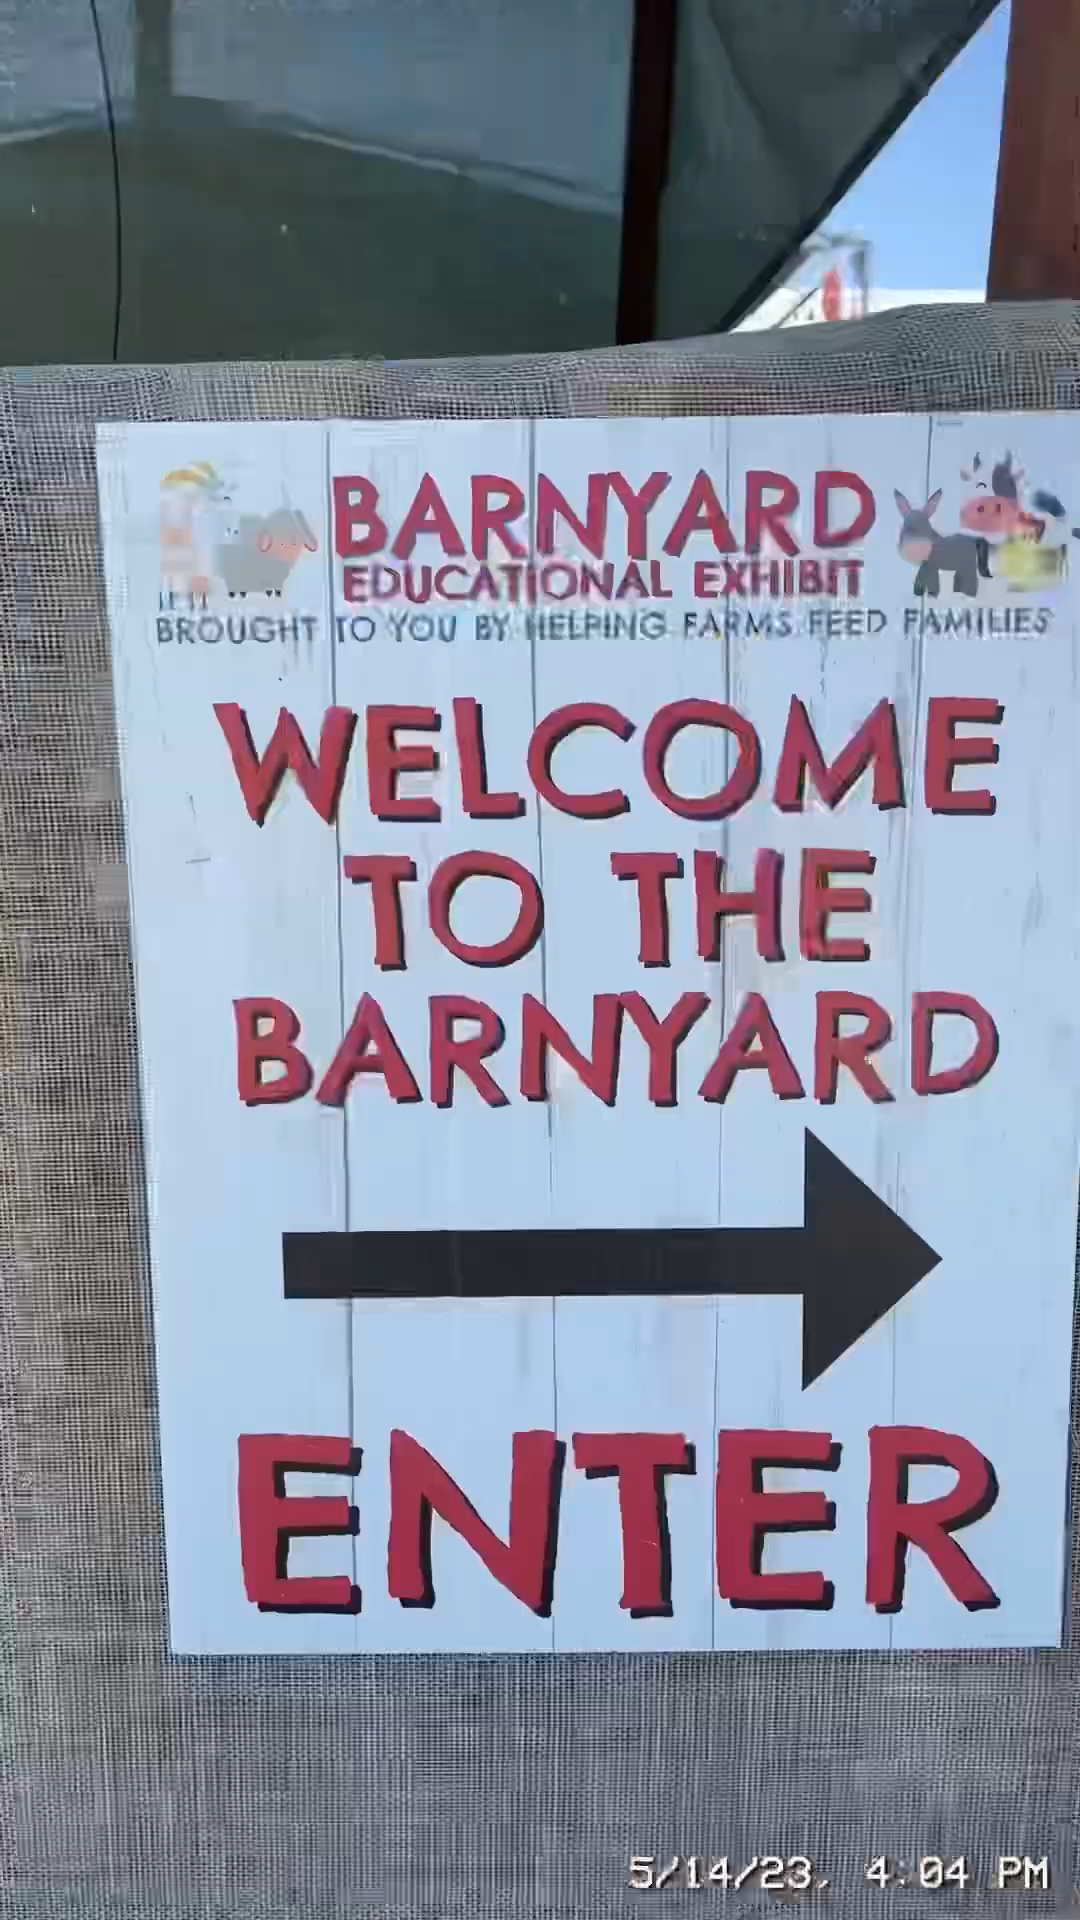 BARNYARD
EDUCATIONAL EXHIBIT
BROUGHT TO YOU BY HELPING FARMS FEED FAMILIES
WELCOME
TO THE
BARNYARD
ENTER
5/14/23, 4:04 PM